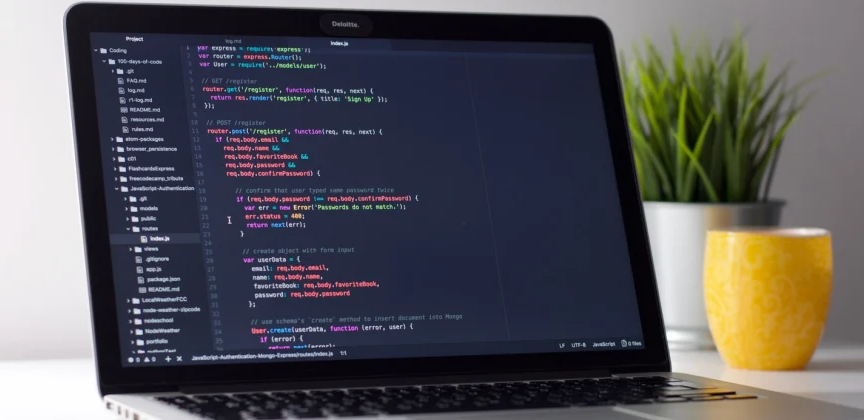 Deloitte.
Project
log.md
index.js
Coding
100-days-of-code
.git
FAQ.md
log.md
r1-log.md
README.md
resources.md
rules.md
atom-packages
browser_persistence
c01
FlashcardsExpress
freecodecamp_tribute
JavaScript-Authentication
.git
models
public
routes
index.js
views
.gitignore
app.js
package.json
README.md
LocalWeatherFCC
node-weather-zipcode
nodeschool
NodeWeather
portfolio
pythonTest
1 var express = require('express');
2 var router = express.Router();
3 var User = require('../models/user');
4
5 // GET /register
6 router.get('/register', function(req, res, next) {
7 return res.render('register', { title: 'Sign Up' });
8 });
9
10 // POST /register
11 router.post('/register', function(req, res, next) {
12 if (req.body.email &&
13 req.body.name &&
14 req.body.favoriteBook &&
15 req.body.password &&
16 req.body.confirmPassword) {
17
18 // confirm that user typed same password twice
19 if (req.body.password !== req.body.confirmPassword) {
20 var err = new Error('Passwords do not match.');
21 err.status = 400;
22 return next(err);
23 }
24
25 // create object with form input
26 var userData = {
27 email: req.body.email,
28 name: req.body.name,
29 favoriteBook: req.body.favoriteBook,
30 password: req.body.password
31 };
32
33 // use schema's `create` method to insert document into Mongo
34 User.create(userData, function (error, user) {
35 if (error) {
return next(error);
0 0 JavaScript-Authentication-Mongo-Express/routes/index.js 1:1 LF UTF-8 JavaScript 0 files